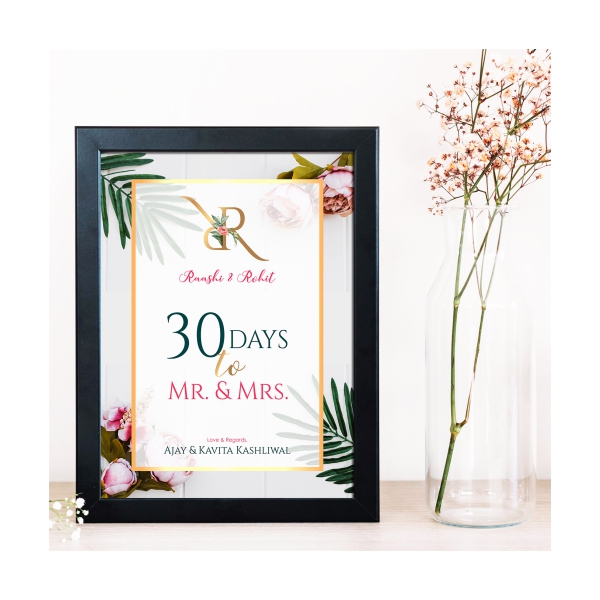 RR
Raashi & Rohit
30 DAYS
to
MR. & MRS.
Love & Regards,
AJAY & KAVITA KASHLIWAL